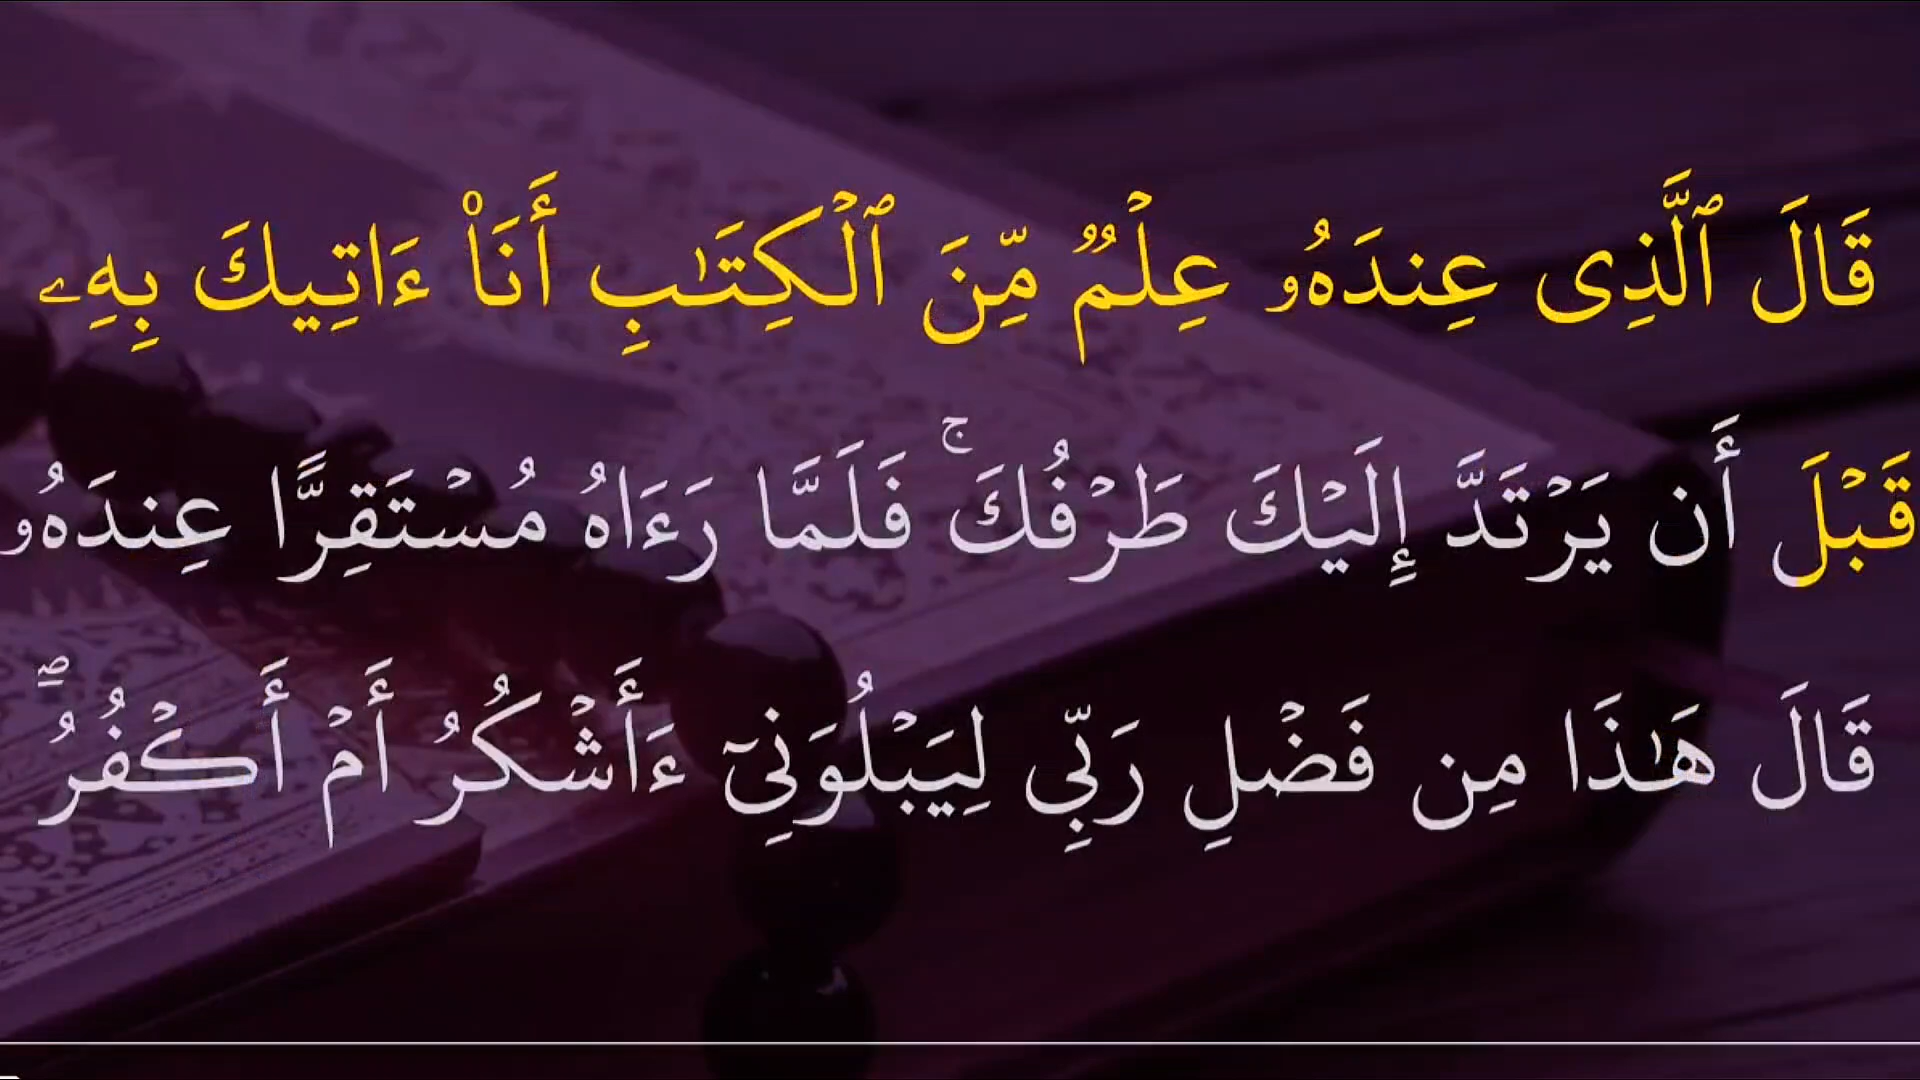 قَالَ ٱلَّذِى عِندَهُۥ عِلْمٌ مِّنَ ٱلْكِتَـٰبِ أَنَا۠ ءَاتِيكَ بِهِۦ
قَبْلَ أَن يَرْتَدَّ إِلَيْكَ طَرْفُكَ ۚ فَلَمَّا رَءَاهُ مُسْتَقِرًّا عِندَهُۥ
قَالَ هَـٰذَا مِن فَضْلِ رَبِّى لِيَبْلُوَنِىٓ ءَأَشْكُرُ أَمْ أَكْفُرُ ۖ